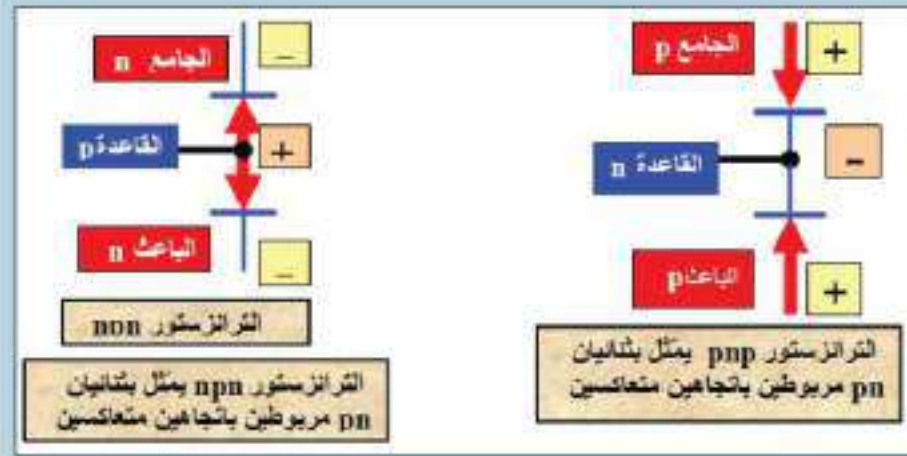 الجامع n
−
القاعدة p
+
الباعث n
−
الترانزستور npn
الترانزستور npn يمثل بثنائيان
pn مربوطين باتجاهين متعاكسين
الجامع p
+
القاعدة n
-
الباعث p
+
الترانزستور pnp يمثل بثنائيان
pn مربوطين باتجاهين متعاكسين